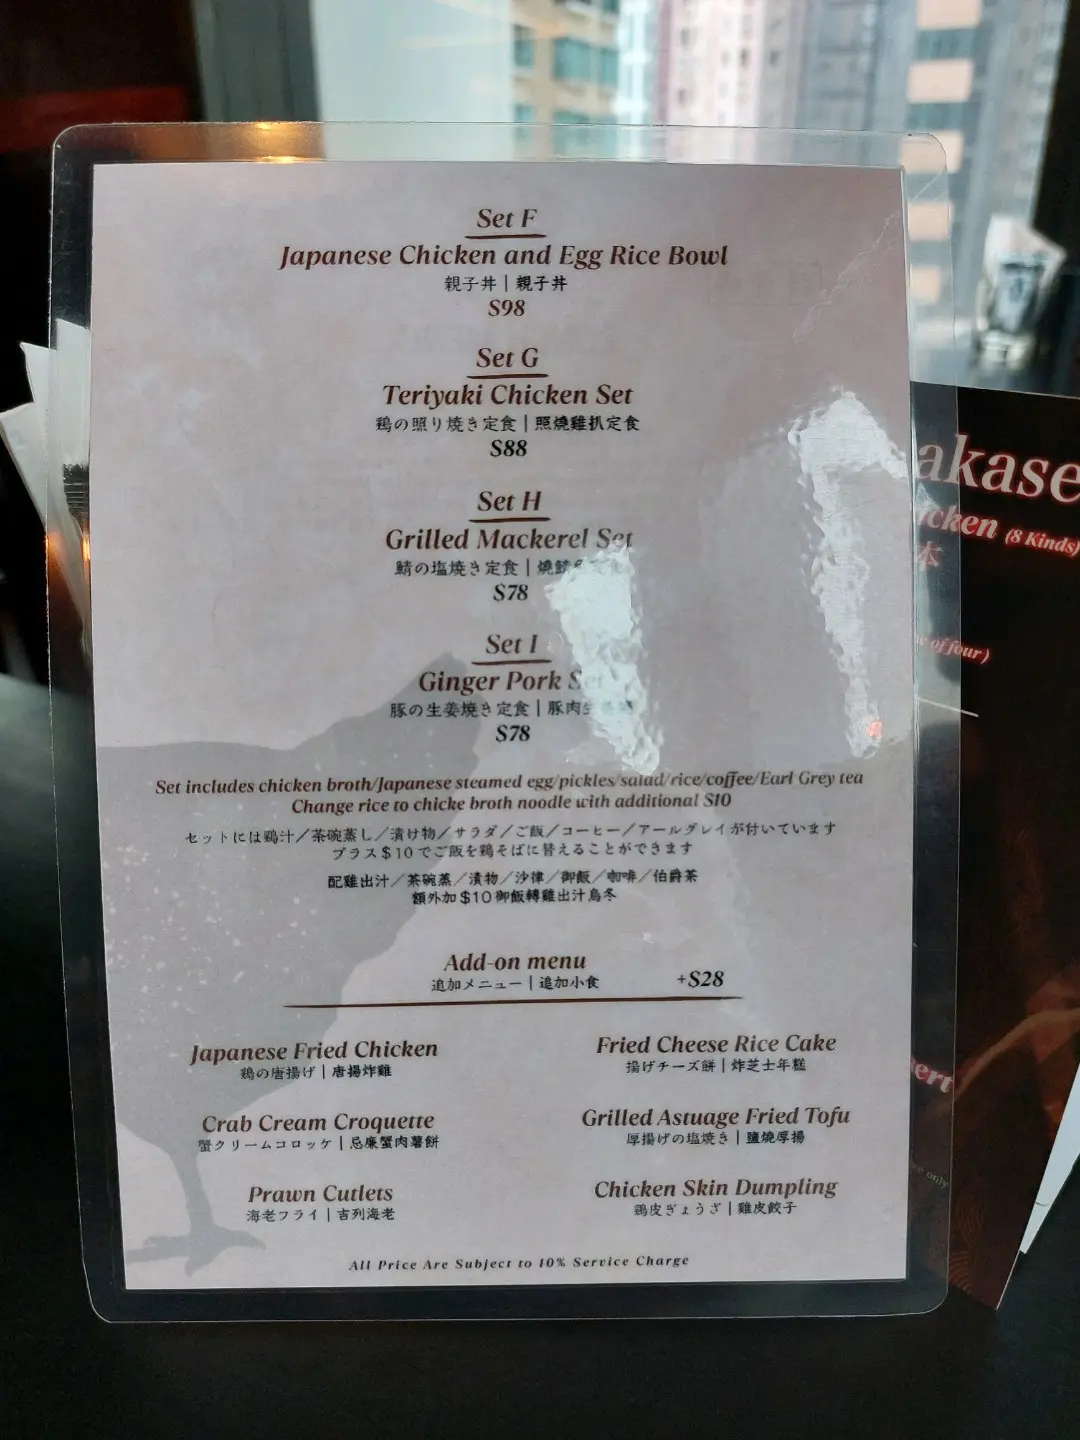 Set F
Japanese Chicken and Egg Rice Bowl
親子丼 | 親子丼
$98
Set G
Teriyaki Chicken Set
鶏の照り焼き定食 | 照燒雞扒定食
$88
Set H
Grilled Mackerel Set
鯖の塩焼き定食 | 燒鯖
$78
Set I
Ginger Pork
豚の生姜焼き定食 | 豚肉生
$78
Set includes chicken broth/Japanese steamed egg/pickles/salad/rice/coffee/Earl Grey tea
Change rice to chicke broth noodle with additional $10
セットには鶏汁／茶碗蒸し／漬け物／サラダ／ご飯／コーヒー／アールグレイが付いています
プラス$10でご飯を鶏そばに替えることができます
配雞出汁／茶碗蒸／漬物／沙律／御飯／咖啡／伯爵茶
額外加$10御飯轉雞出汁烏冬
Add-on menu
追加メニュー | 追加小食 +$28
Japanese Fried Chicken
鶏の唐揚げ | 唐揚炸雞
Fried Cheese Rice Cake
揚げチーズ餅 | 炸芝士年糕
Crab Cream Croquette
蟹クリームコロッケ | 忌廉蟹肉薯餅
Grilled Astuage Fried Tofu
厚揚げの塩焼き | 鹽燒厚揚
Prawn Cutlets
海老フライ | 吉列海老
Chicken Skin Dumpling
鶏皮ぎょうざ | 雞皮餃子
All Price Are Subject to 10% Service Charge
akase
icken (8 Kinds)
本
of four)
ert
only